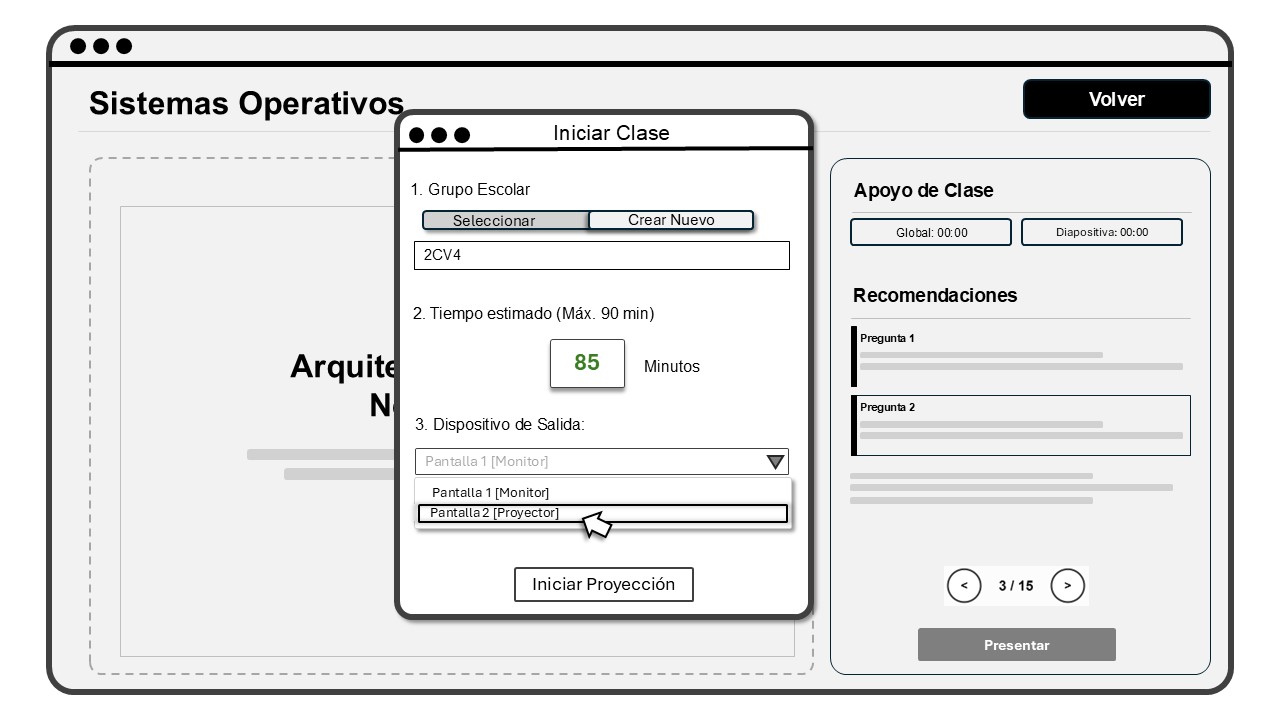 Sistemas Operativos
Volver
Iniciar Clase
1. Grupo Escolar
Seleccionar
Crear Nuevo
2CV4
2. Tiempo estimado (Máx. 90 min)
85
Minutos
3. Dispositivo de Salida:
Pantalla 1 [Monitor]
Pantalla 1 [Monitor]
Pantalla 2 [Proyector]
Iniciar Proyección
Arquite
Apoyo de Clase
Global: 00:00
Diapositiva: 00:00
Recomendaciones
Pregunta 1
Pregunta 2
<
3 / 15
>
Presentar